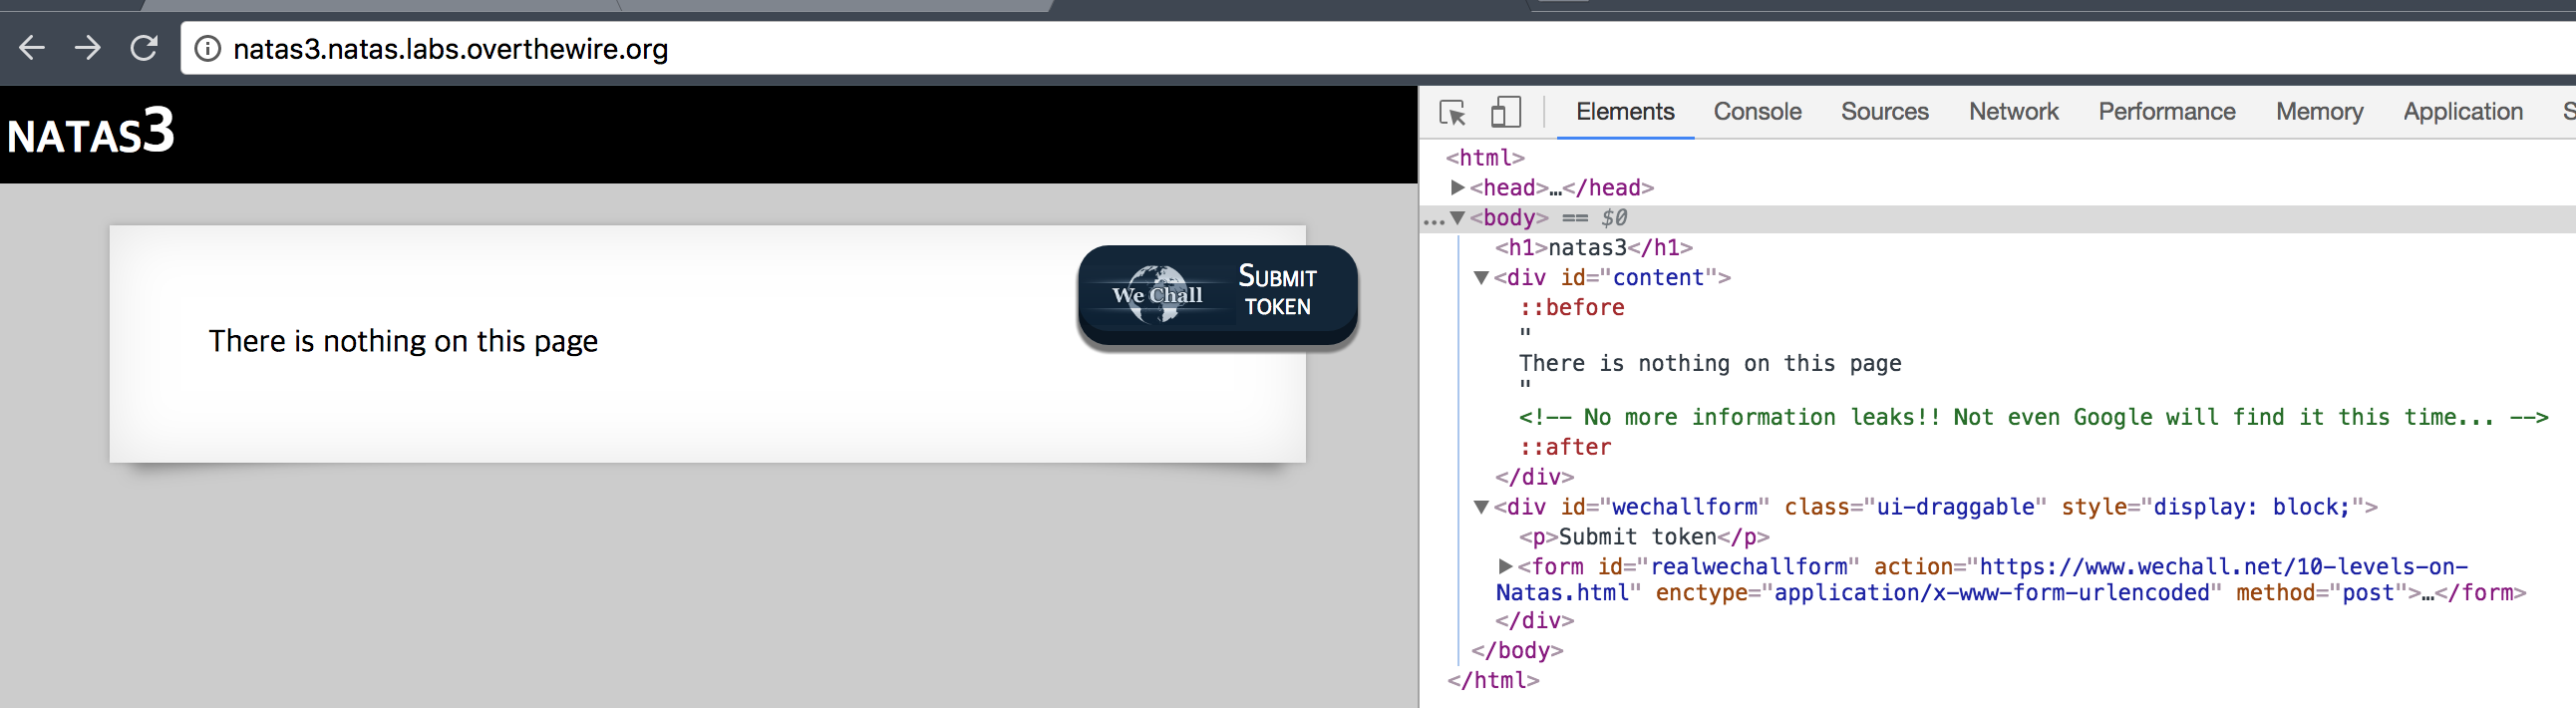 natas3.natas.labs.overthewire.org
NATAS3
There is nothing on this page
We Chall
SUBMIT
TOKEN
Elements Console Sources Network Performance Memory Application S
<html>
▶<head>…</head>
…▼<body> == $0
<h1>natas3</h1>
▼<div id="content">
::before
"
There is nothing on this page
"
<!-- No more information leaks!! Not even Google will find it this time... -->
::after
</div>
▼<div id="wechallform" class="ui-draggable" style="display: block;">
<p>Submit token</p>
▶<form id="realwechallform" action="https://www.wechall.net/10-levels-on-
Natas.html" enctype="application/x-www-form-urlencoded" method="post">…</form>
</div>
</body>
</html>